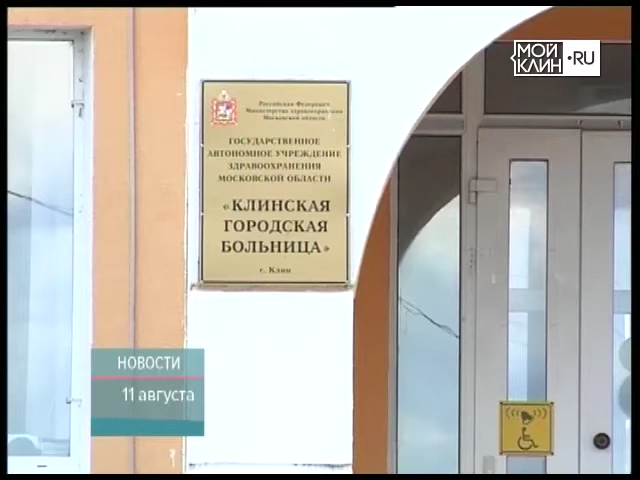 МОЙ
КЛИН.RU
Российская Федерация
Министерство здравоохранения
Московской области
ГОСУДАРСТВЕННОЕ
АВТОНОМНОЕ УЧРЕЖДЕНИЕ
ЗДРАВООХРАНЕНИЯ
МОСКОВСКОЙ ОБЛАСТИ
«КЛИНСКАЯ
ГОРОДСКАЯ
БОЛЬНИЦА»
г. Клин
НОВОСТИ
11 августа